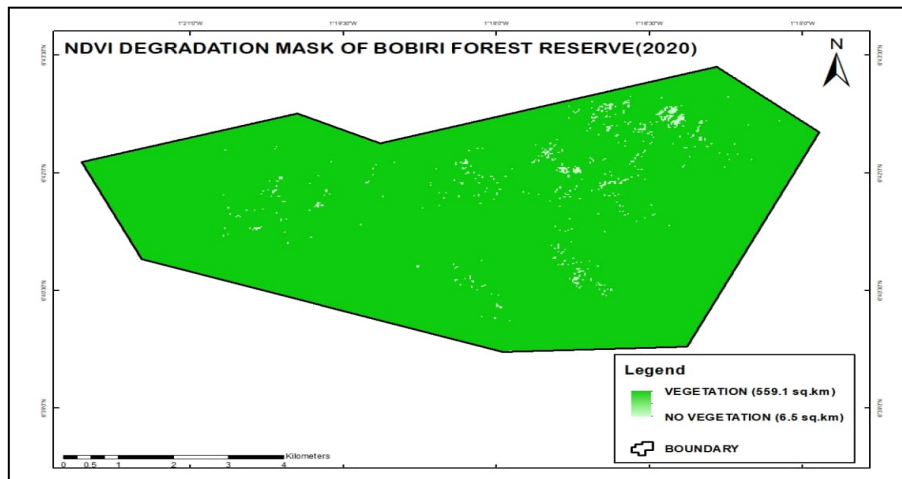 NDVI DEGRADATION MASK OF BOBIRI FOREST RESERVE(2020)
N
Legend
VEGETATION (559.1 sq.km)
NO VEGETATION (6.5 sq.km)
BOUNDARY
0 0.5 1 2 3 4 Kilometers